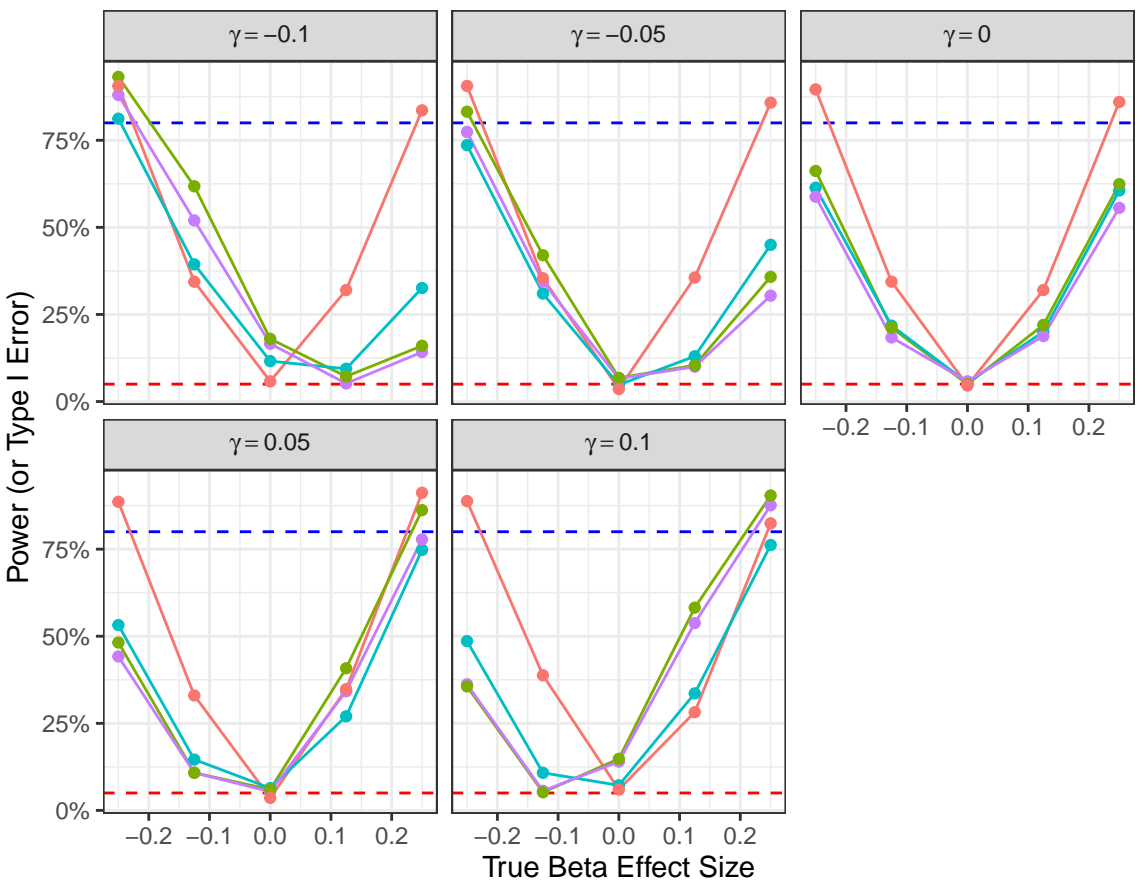 γ = −0.1
γ = −0.05
γ = 0
75%
50%
25%
0%
−0.2 −0.1 0.0 0.1 0.2
γ = 0.05
γ = 0.1
75%
50%
25%
0%
−0.2 −0.1 0.0 0.1 0.2
−0.2 −0.1 0.0 0.1 0.2
True Beta Effect Size
Power (or Type I Error)